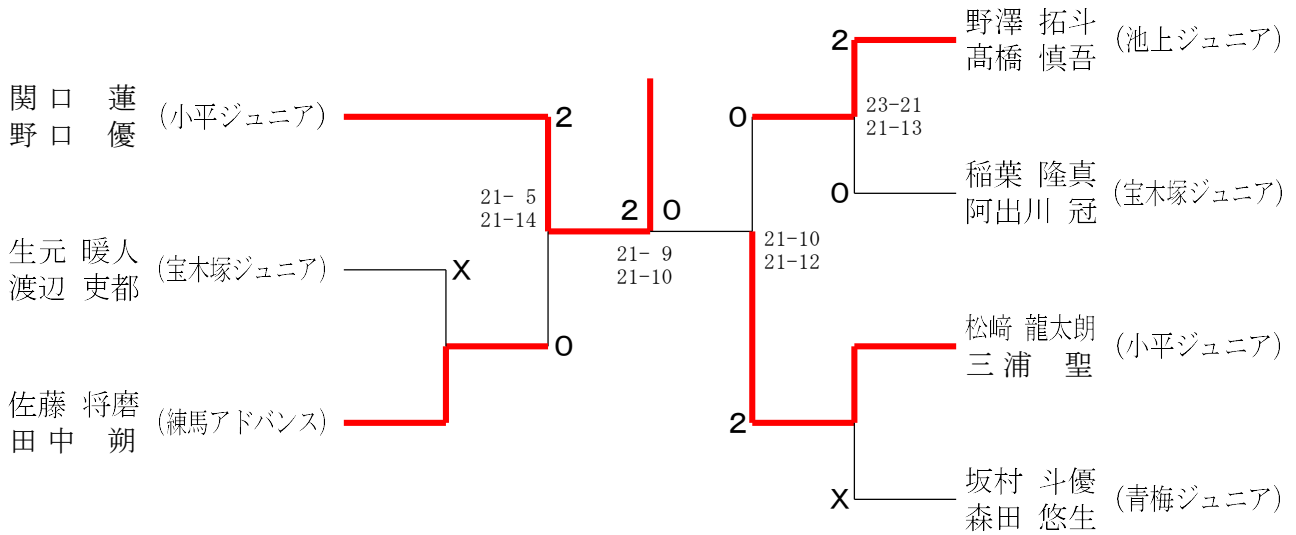 関口 蓮
野口 優
(小平ジュニア)
2
21- 5
21-14
生元 暖人
渡辺 吏都
(宝木塚ジュニア)
X
0
佐藤 将磨
田中 朔
(練馬アドバンス)
2 0
21- 9
21-10
野澤 拓斗
髙橋 慎吾
(池上ジュニア)
2
0
23-21
21-13
0
稲葉 隆真
阿出川 冠
(宝木塚ジュニア)
21-10
21-12
松﨑 龍太朗
三浦 聖
(小平ジュニア)
2
X
坂村 斗優
森田 悠生
(青梅ジュニア)